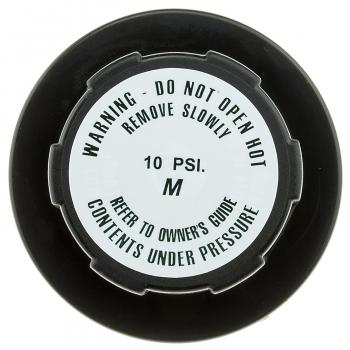 WARNING - DO NOT OPEN HOT
REMOVE SLOWLY
10 PSI.
M
REFER TO OWNER'S GUIDE
CONTENTS UNDER PRESSURE